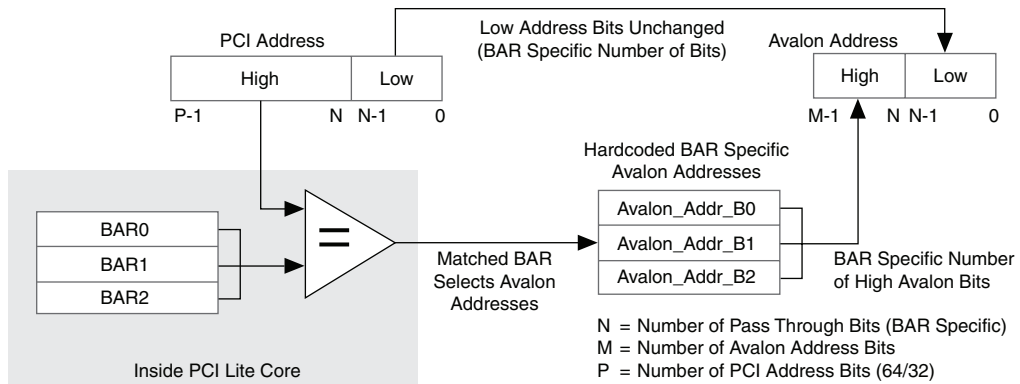 PCI Address
Low Address Bits Unchanged
(BAR Specific Number of Bits)
Avalon Address
High Low
High Low
P-1 N N-1 0
M-1 N N-1 0
Hardcoded BAR Specific
Avalon Addresses
BAR0
BAR1
BAR2
=
Matched BAR
Selects Avalon
Addresses
Avalon_Addr_B0
Avalon_Addr_B1
Avalon_Addr_B2
BAR Specific Number
of High Avalon Bits
Inside PCI Lite Core
N = Number of Pass Through Bits (BAR Specific)
M = Number of Avalon Address Bits
P = Number of PCI Address Bits (64/32)